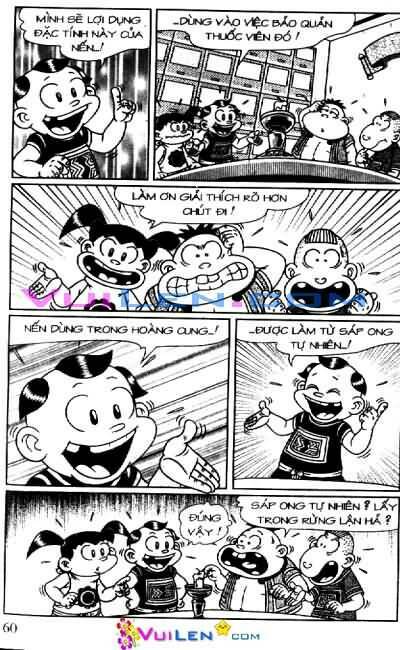 MÌNH SẼ LỢI DỤNG
ĐẶC TÍNH NÀY CỦA
NẾN...!
...DÙNG VÀO VIỆC BẢO QUẢN
THUỐC VIÊN ĐÓ!
LÀM ƠN GIẢI THÍCH RÕ HƠN
CHÚT ĐI!
VUILEN.COM
NẾN DÙNG TRONG HOÀNG CUNG...!
...ĐƯỢC LÀM TỪ SÁP ONG
TỰ NHIÊN...!
ĐÚNG
VẬY!
SÁP ONG TỰ NHIÊN? LẤY
TRONG RỪNG LẬN HẢ?
60
VUILEN.COM